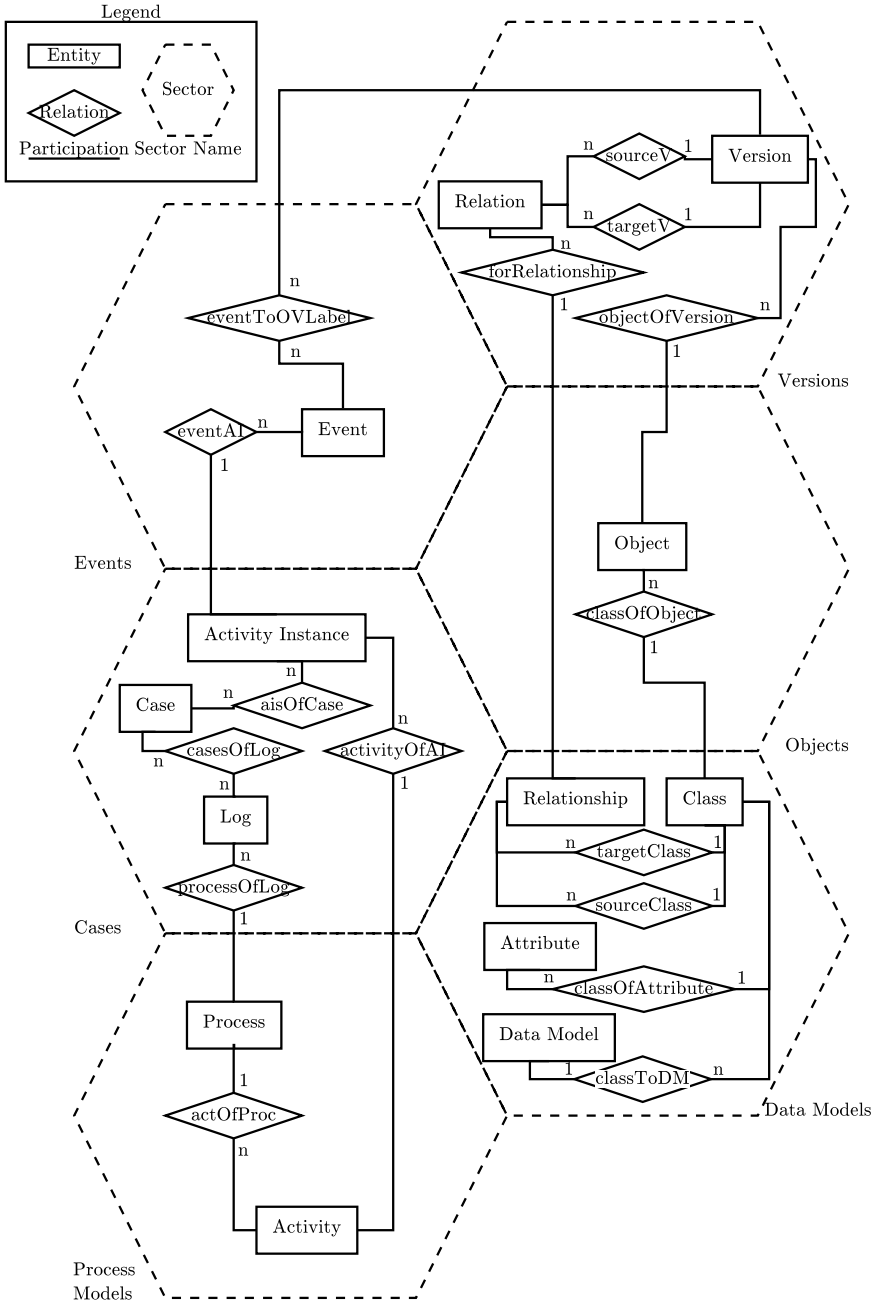 Legend
Entity
Sector
Relation
Participation Sector Name
n sourceV 1 Version
Relation
n targetV 1
n
forRelationship
1
n
eventToOVLabel
n
objectOfVersion n
1
Versions
eventAI n Event
1
Object
Events
n
classOfObject
1
Activity Instance
n
Case n aisOfCase
n
casesOfLog activityOfAI
n
n 1
Objects
Log
n
processOfLog
1
Cases
Relationship Class
n targetClass 1
n sourceClass 1
Attribute
n classOfAttribute 1
Process
Data Model
1 classToDM n
1
actOfProc
n
Data Models
Activity
Process
Models